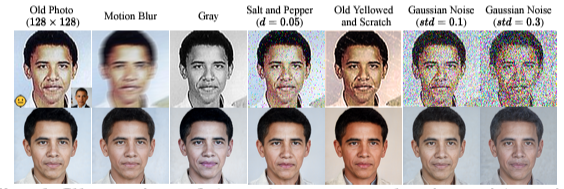 Old Photo Motion Blur Gray Salt and Pepper Old Yellowed Gaussian Noise Gaussian Noise
(128 × 128) (d = 0.05) and Scratch (std = 0.1) (std = 0.3)